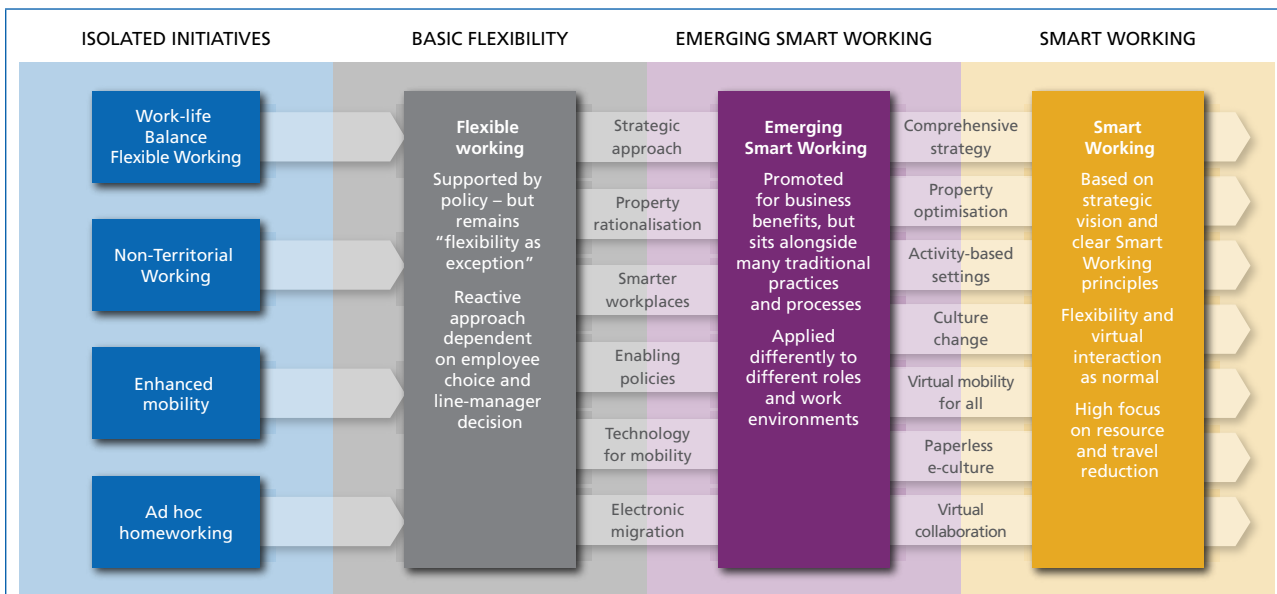 ISOLATED INITIATIVES
BASIC FLEXIBILITY
EMERGING SMART WORKING
SMART WORKING
Work-life
Balance
Flexible Working
Non-Territorial
Working
Enhanced
mobility
Ad hoc
homeworking
Flexible
working
Supported by
policy – but
remains
“flexibility as
exception”
Reactive
approach
dependent
on employee
choice and
line-manager
decision
Strategic
approach
Property
rationalisation
Smarter
workplaces
Enabling
policies
Technology
for mobility
Electronic
migration
Emerging
Smart Working
Promoted
for business
benefits, but
sits alongside
many traditional
practices
and processes
Applied
differently to
different roles
and work
environments
Comprehensive
strategy
Property
optimisation
Activity-based
settings
Culture
change
Virtual mobility
for all
Paperless
e-culture
Virtual
collaboration
Smart
Working
Based on
strategic
vision and
clear Smart
Working
principles
Flexibility and
virtual
interaction
as normal
High focus
on resource
and travel
reduction